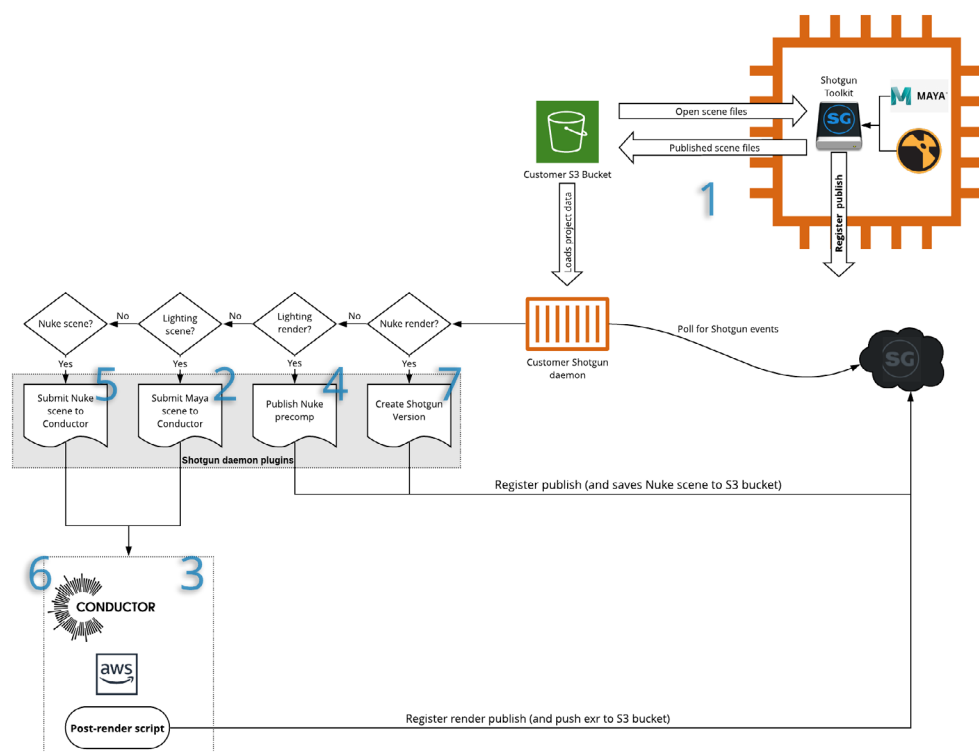 Shotgun
Toolkit
SG
MAYA
Open scene files
Published scene files
Customer S3 Bucket
1
Register publish
Loads project data
Nuke scene?
No
Lighting
scene?
No
Lighting
render?
No
Nuke render?
Customer Shotgun
daemon
Poll for Shotgun events
SG
Yes
Yes
Yes
Yes
5
2
4
7
Submit Nuke
scene to
Conductor
Submit Maya
scene to
Conductor
Publish Nuke
precomp
Create Shotgun
Version
Shotgun daemon plugins
Register publish (and saves Nuke scene to S3 bucket)
6
3
CONDUCTOR
aws
Post-render script
Register render publish (and push exr to S3 bucket)